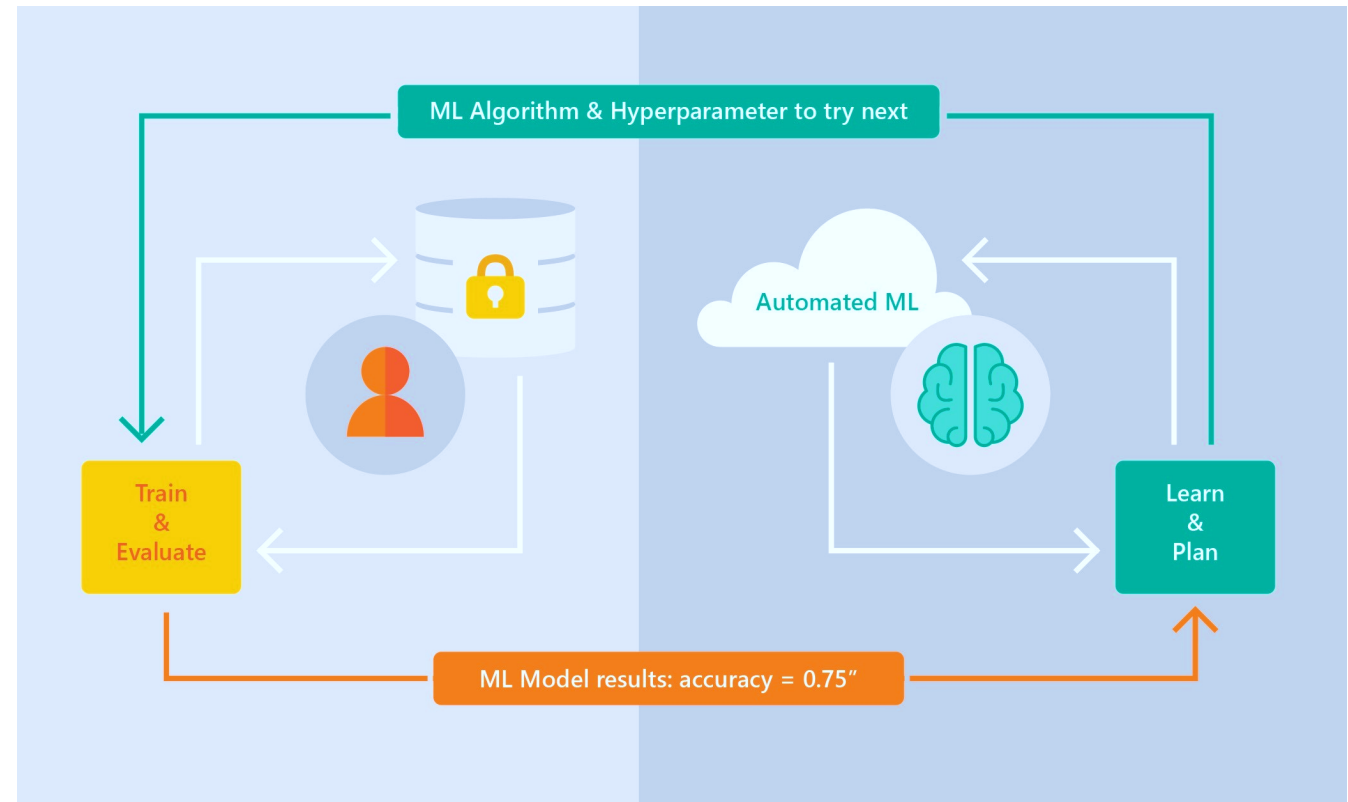 ML Algorithm & Hyperparameter to try next
Automated ML
Train
&
Evaluate
Learn
&
Plan
ML Model results: accuracy = 0.75”